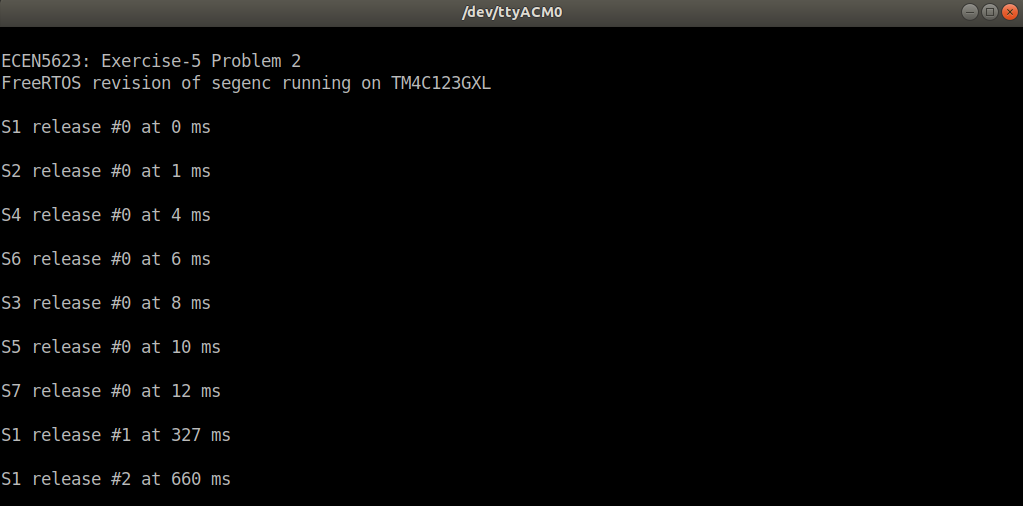 /dev/ttyACM0
ECEN5623: Exercise-5 Problem 2
FreeRTOS revision of segenc running on TM4C123GXL
S1 release #0 at 0 ms
S2 release #0 at 1 ms
S4 release #0 at 4 ms
S6 release #0 at 6 ms
S3 release #0 at 8 ms
S5 release #0 at 10 ms
S7 release #0 at 12 ms
S1 release #1 at 327 ms
S1 release #2 at 660 ms